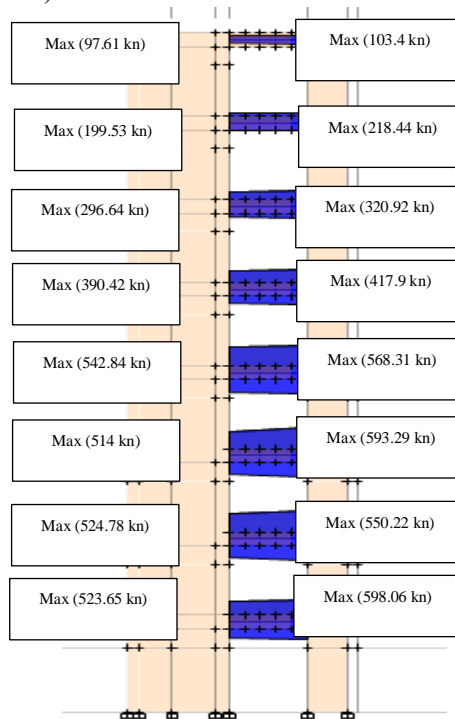 Max (97.61 kn) Max (103.4 kn)
Max (199.53 kn) Max (218.44 kn)
Max (296.64 kn) Max (320.92 kn)
Max (390.42 kn) Max (417.9 kn)
Max (542.84 kn) Max (568.31 kn)
Max (514 kn) Max (593.29 kn)
Max (524.78 kn) Max (550.22 kn)
Max (523.65 kn) Max (598.06 kn)